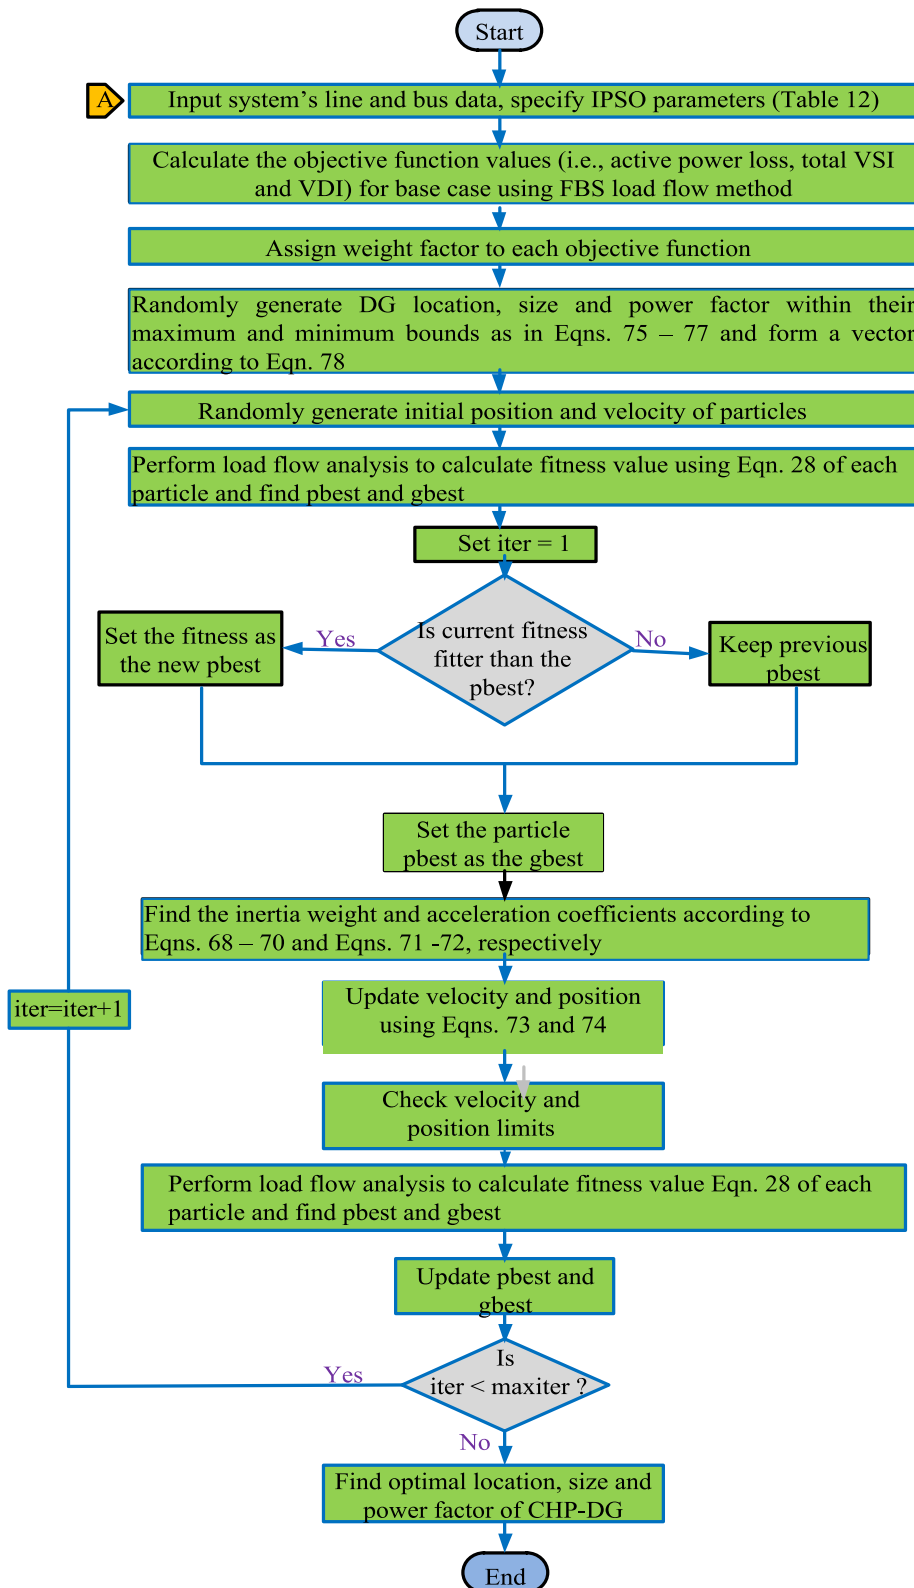 Start
A
Input system's line and bus data, specify IPSO parameters (Table 12)
Calculate the objective function values (i.e., active power loss, total VSI
and VDI) for base case using FBS load flow method
Assign weight factor to each objective function
Randomly generate DG location, size and power factor within their
maximum and minimum bounds as in Eqns. 75 – 77 and form a vector
according to Eqn. 78
Randomly generate initial position and velocity of particles
Perform load flow analysis to calculate fitness value using Eqn. 28 of each
particle and find pbest and gbest
Set iter = 1
Is current fitness
fitter than the
pbest?
Yes
No
Set the fitness as
the new pbest
Keep previous
pbest
Set the particle
pbest as the gbest
Find the inertia weight and acceleration coefficients according to
Eqns. 68 – 70 and Eqns. 71 -72, respectively
iter=iter+1
Update velocity and position
using Eqns. 73 and 74
Check velocity and
position limits
Perform load flow analysis to calculate fitness value Eqn. 28 of each
particle and find pbest and gbest
Update pbest and
gbest
Is
iter < maxiter ?
Yes
No
Find optimal location, size and
power factor of CHP-DG
End